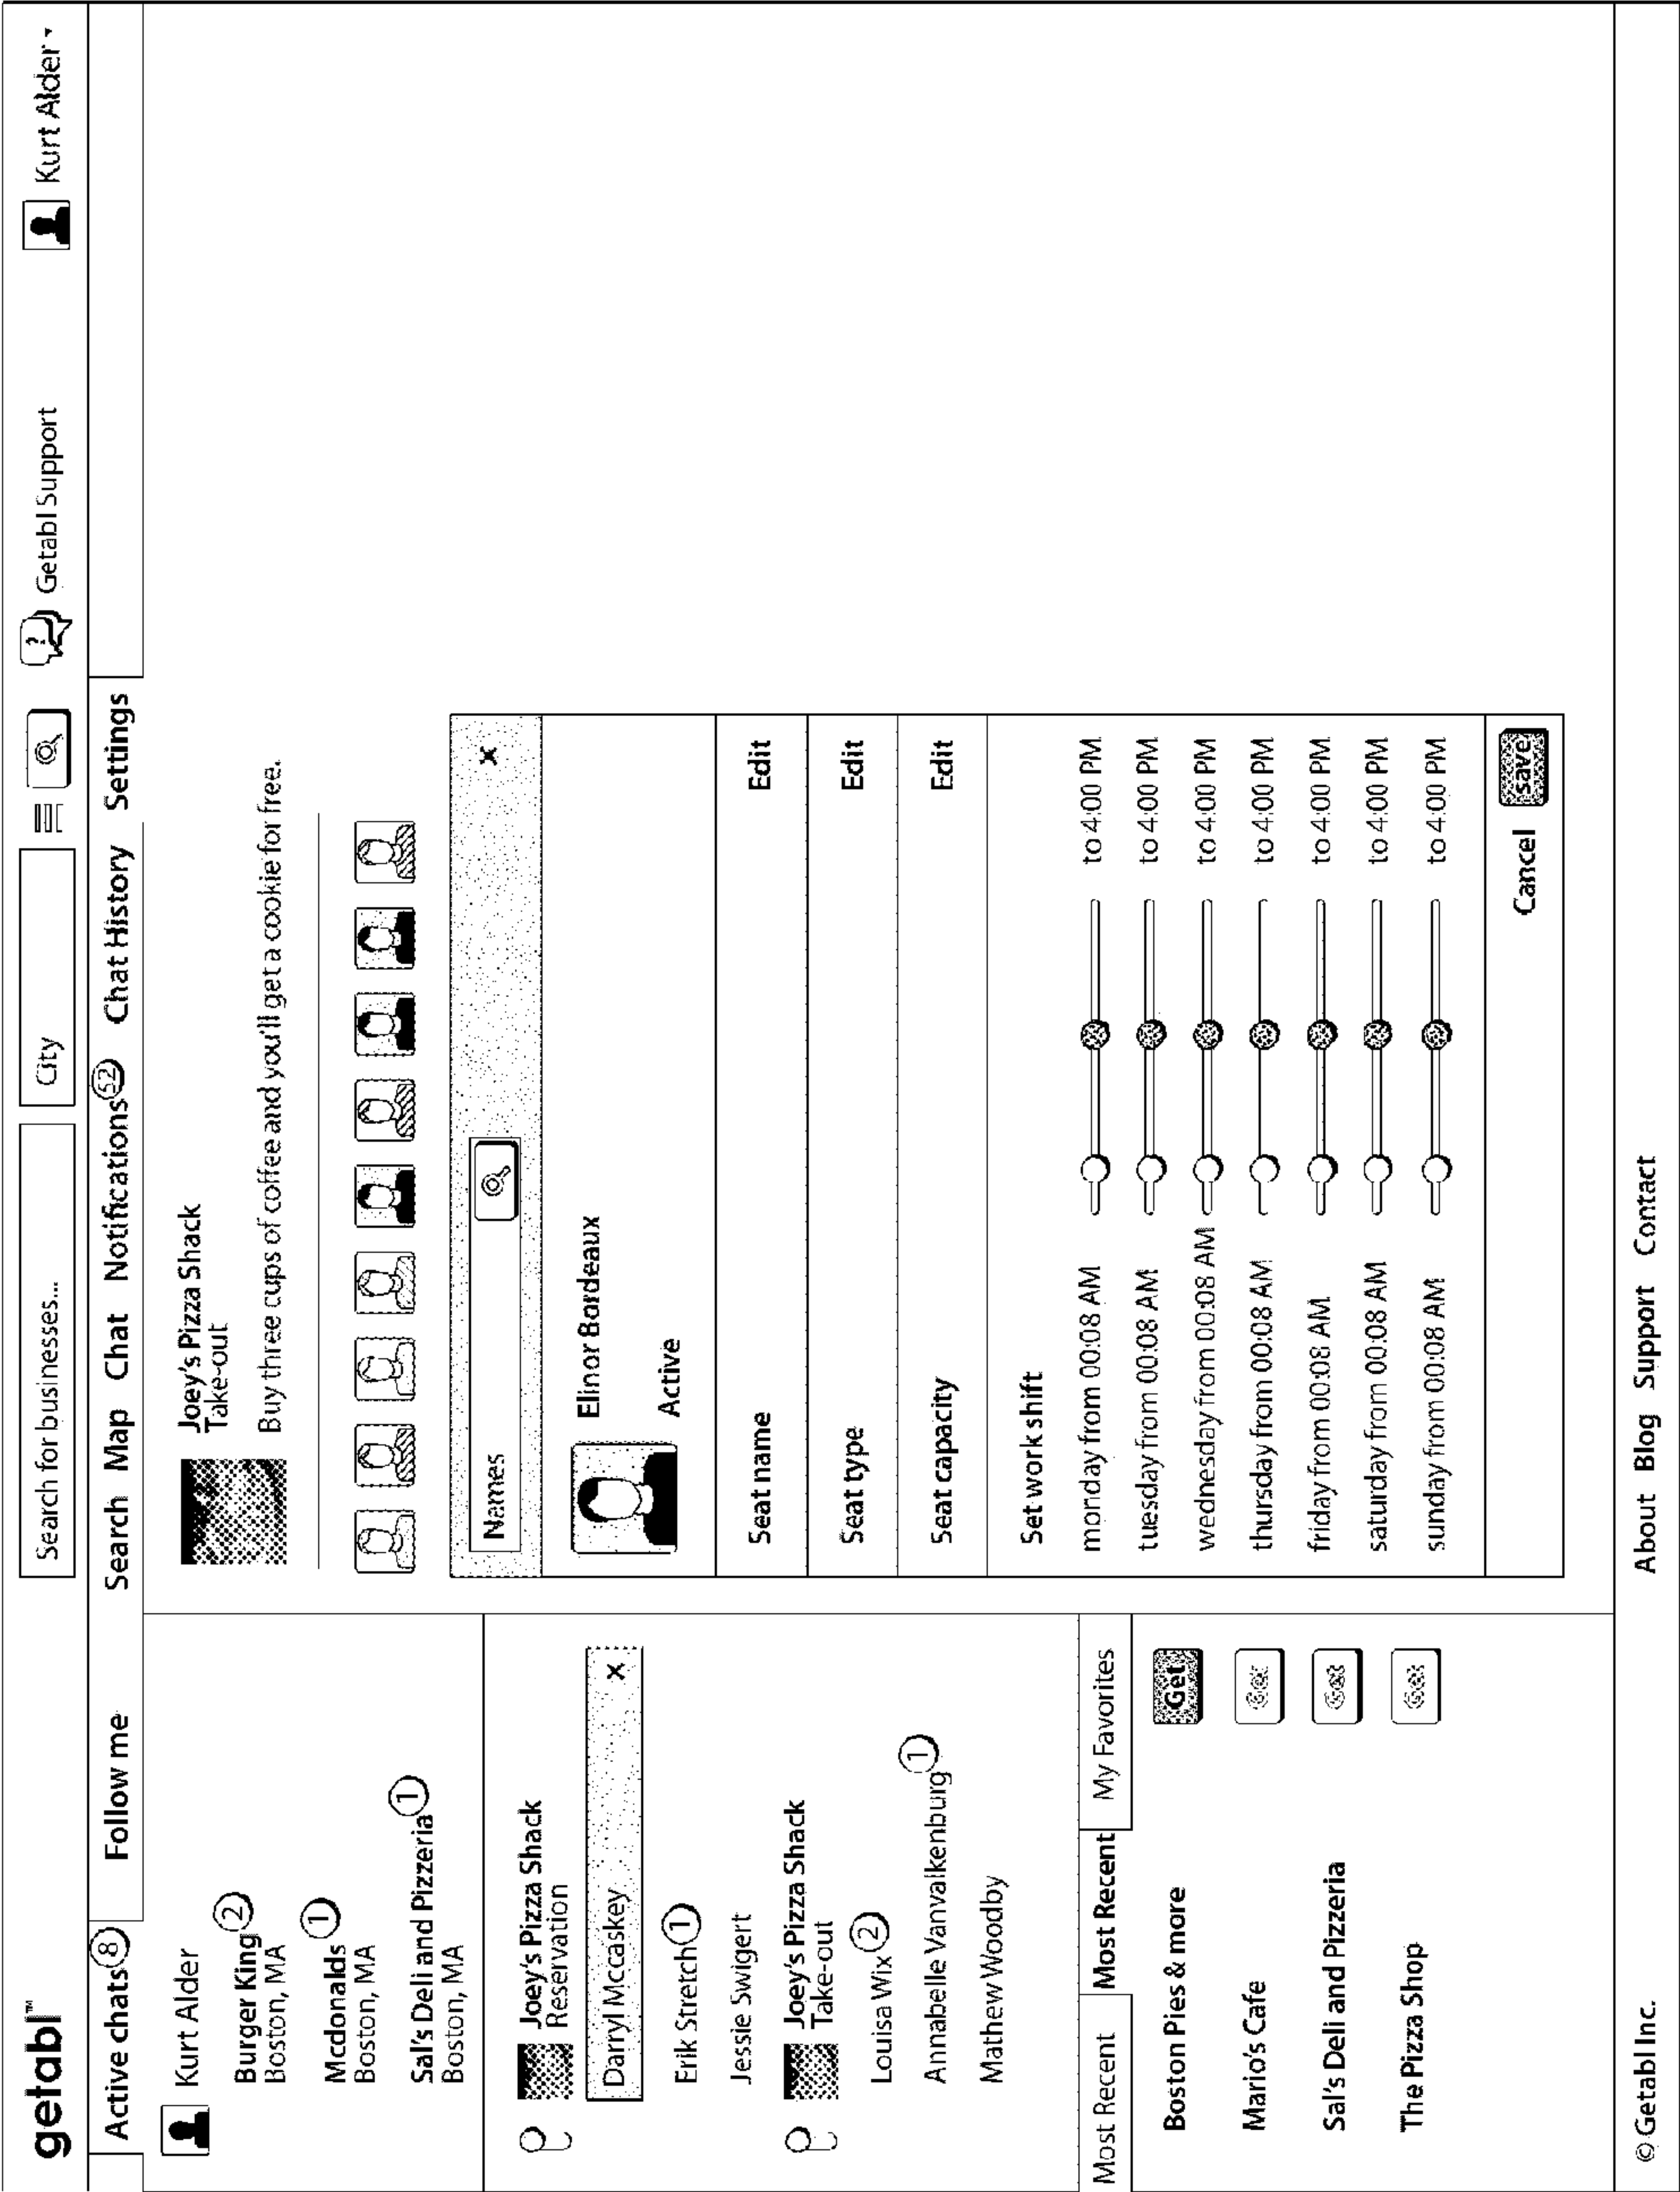 getabl™
Search for businesses...
City
Getabl Support
Kurt Alder
Active chats 8
Follow me
Search Map Chat Notifications 52 Chat History Settings
Kurt Alder
Burger King 2
Boston, MA
Mcdonalds 1
Boston, MA
Sal's Deli and Pizzeria 1
Boston, MA
Joey's Pizza Shack
Reservation
Darryl Mccaskey x
Erik Stretch 1
Jessie Swigert
Joey's Pizza Shack
Take-out
Louisa Wix 2
Annabelle Vanvalkenburg 1
Mathew Woodby
Most Recent Most Recent My Favorites
Boston Pies & more Get
Mario's Cafe Get
Sal's Deli and Pizzeria Get
The Pizza Shop Get
Joey's Pizza Shack
Take-out
Buy three cups of coffee and you'll get a cookie for free.
Names x
Elinor Bordeaux
Active
Seat name Edit
Seat type Edit
Seat capacity Edit
Set work shift
monday from 00:08 AM to 4:00 PM
tuesday from 00:08 AM to 4:00 PM
wednesday from 00:08 AM to 4:00 PM
thursday from 00:08 AM to 4:00 PM
friday from 00:08 AM to 4:00 PM
saturday from 00:08 AM to 4:00 PM
sunday from 00:08 AM to 4:00 PM
Cancel save
© Getabl Inc.
About Blog Support Contact